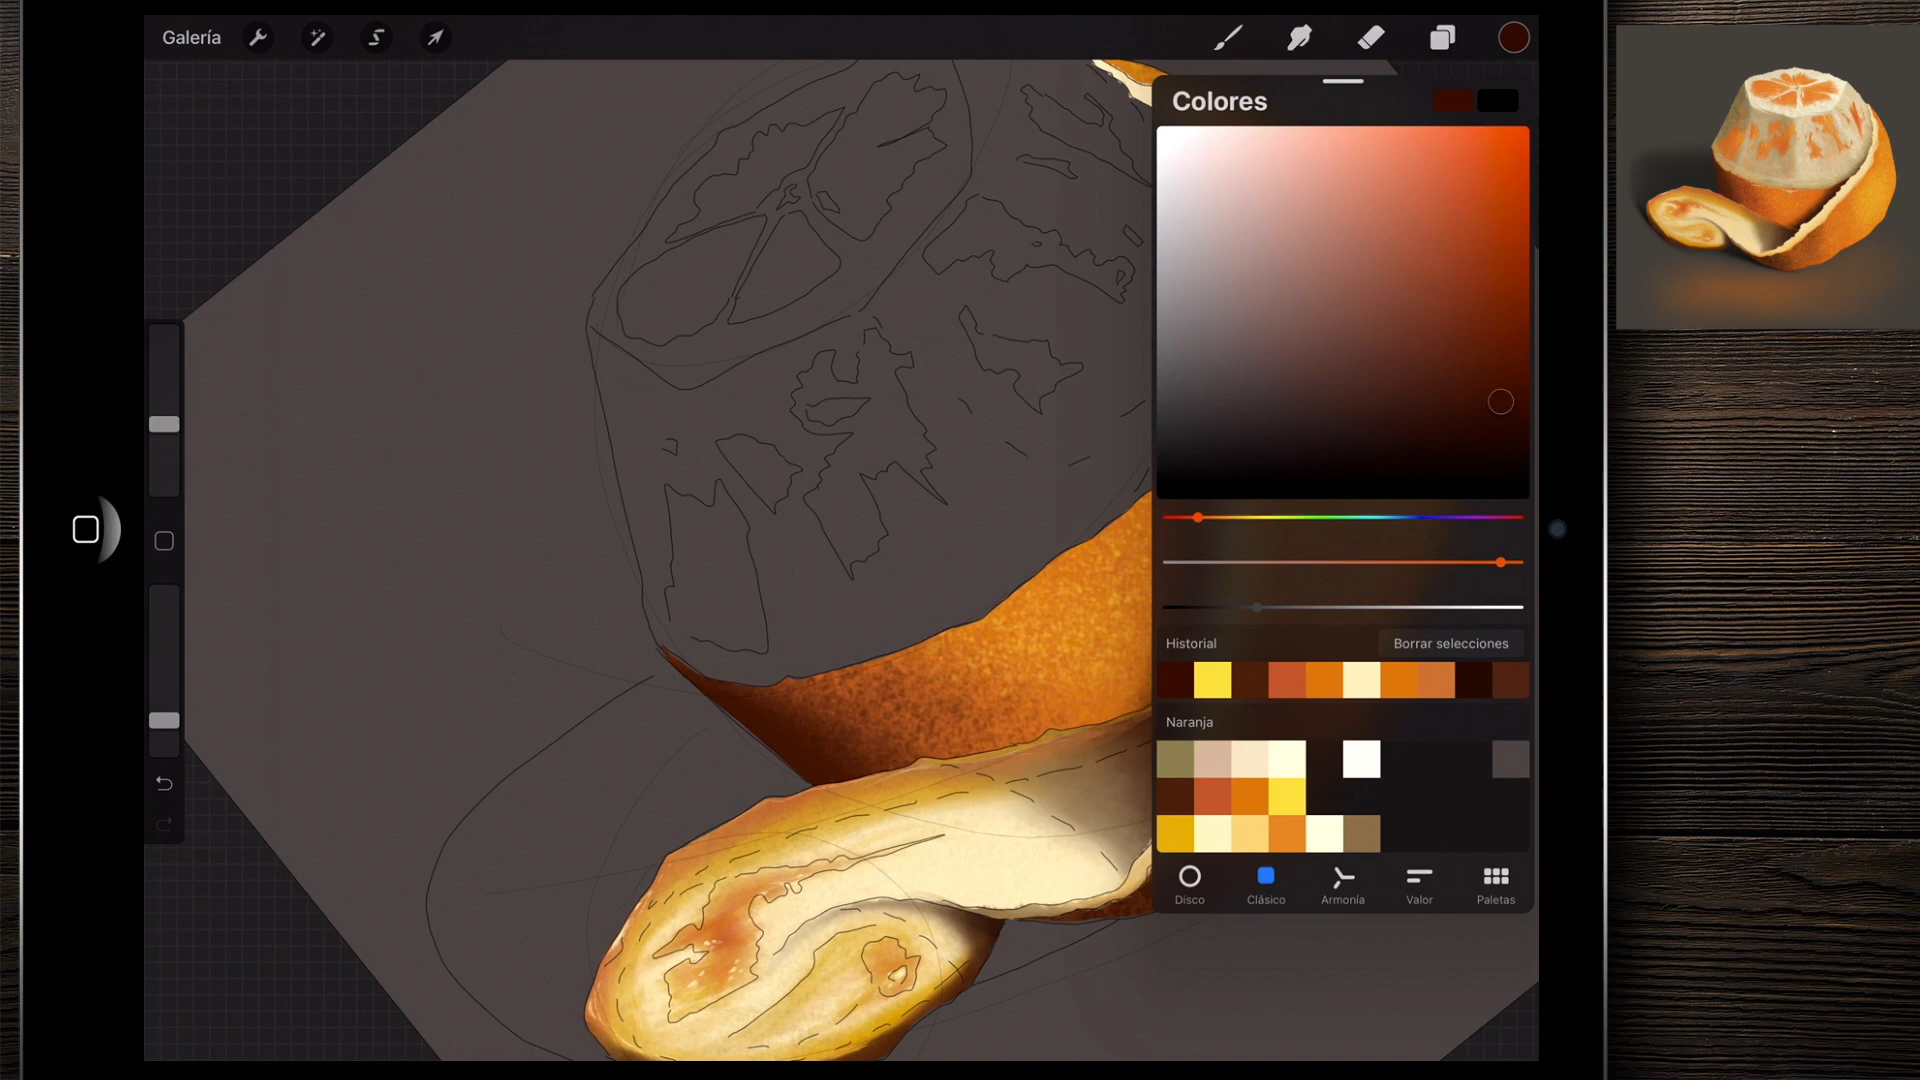 Galería
Colores
Historial
Borrar selecciones
Naranja
Disco
Clásico
Armonía
Valor
Paletas